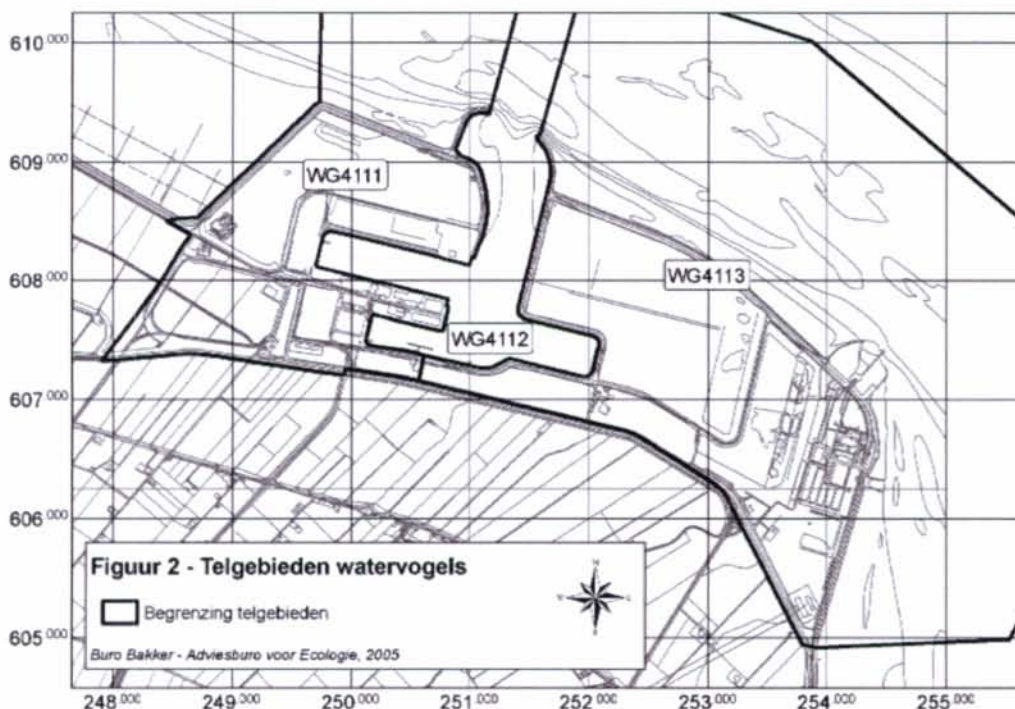 610 000
609 000
608 000
607 000
606 000
605 000
WG4111
WG4113
WG4112
Figuur 2 - Telgebieden watervogels
Begrenzing telgebieden
Buro Bakker - Adviesburo voor Ecologie, 2005
248 000 249 000 250 000 251 000 252 000 253 000 254 000 255 000